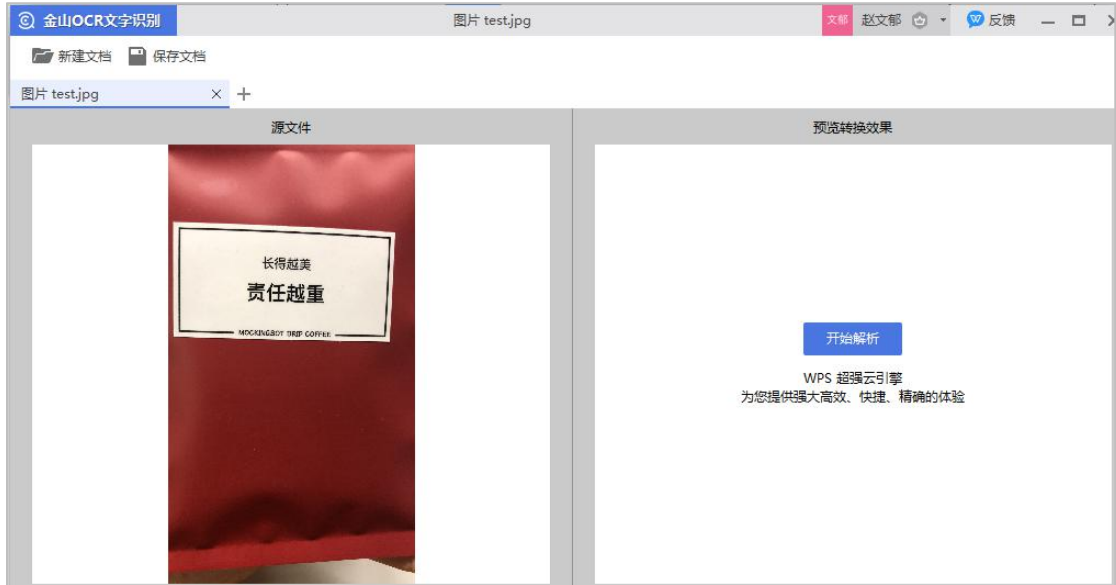 金山OCR文字识别
图片 test.jpg
文郁
赵文郁
反馈
新建文档
保存文档
图片 test.jpg
源文件
预览转换效果
长得越美
责任越重
MOCKINGBOT DRIP COFFEE
开始解析
WPS 超强云引擎
为您提供强大高效、快捷、精确的体验